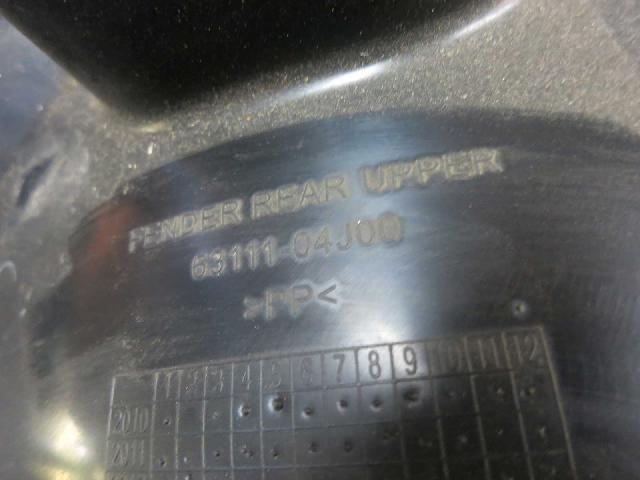 FENDER REAR UPPER
63111-04J00
>PP<
1 2 3 4 5 6 7 8 9 10 11 12
2010
2011